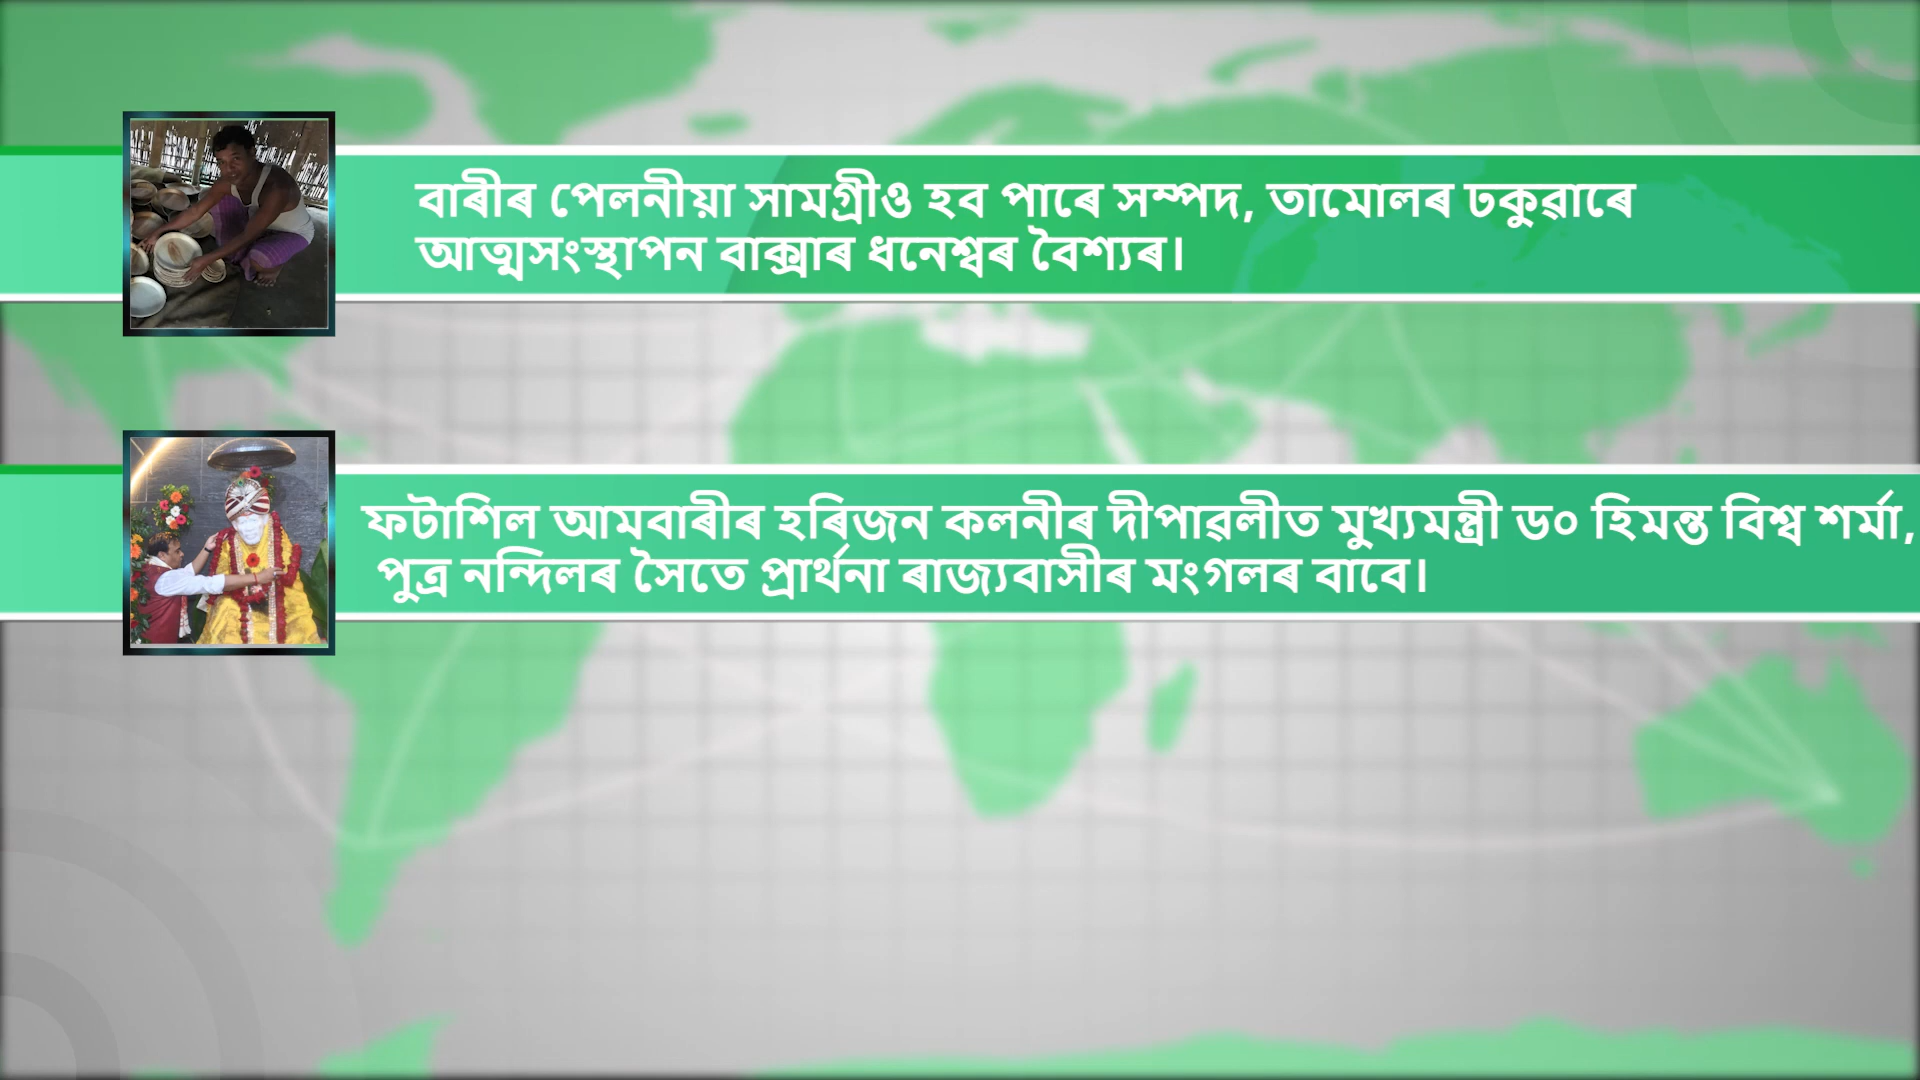 বাৰীৰ পেলনীয়া সামগ্ৰীও হব পাৰে সম্পদ, তামোলৰ ঢকুৱাৰে
আত্মসংস্থাপন বাক্সাৰ ধনেশ্বৰ বৈশ্যৰ।
ফটাশিল আমবাৰীৰ হৰিজন কলনীৰ দীপাৱলীত মুখ্যমন্ত্ৰী ড০ হিমন্ত বিশ্ব শৰ্মা,
পুত্ৰ নন্দিলৰ সৈতে প্ৰাৰ্থনা ৰাজ্যবাসীৰ মংগলৰ বাবে।